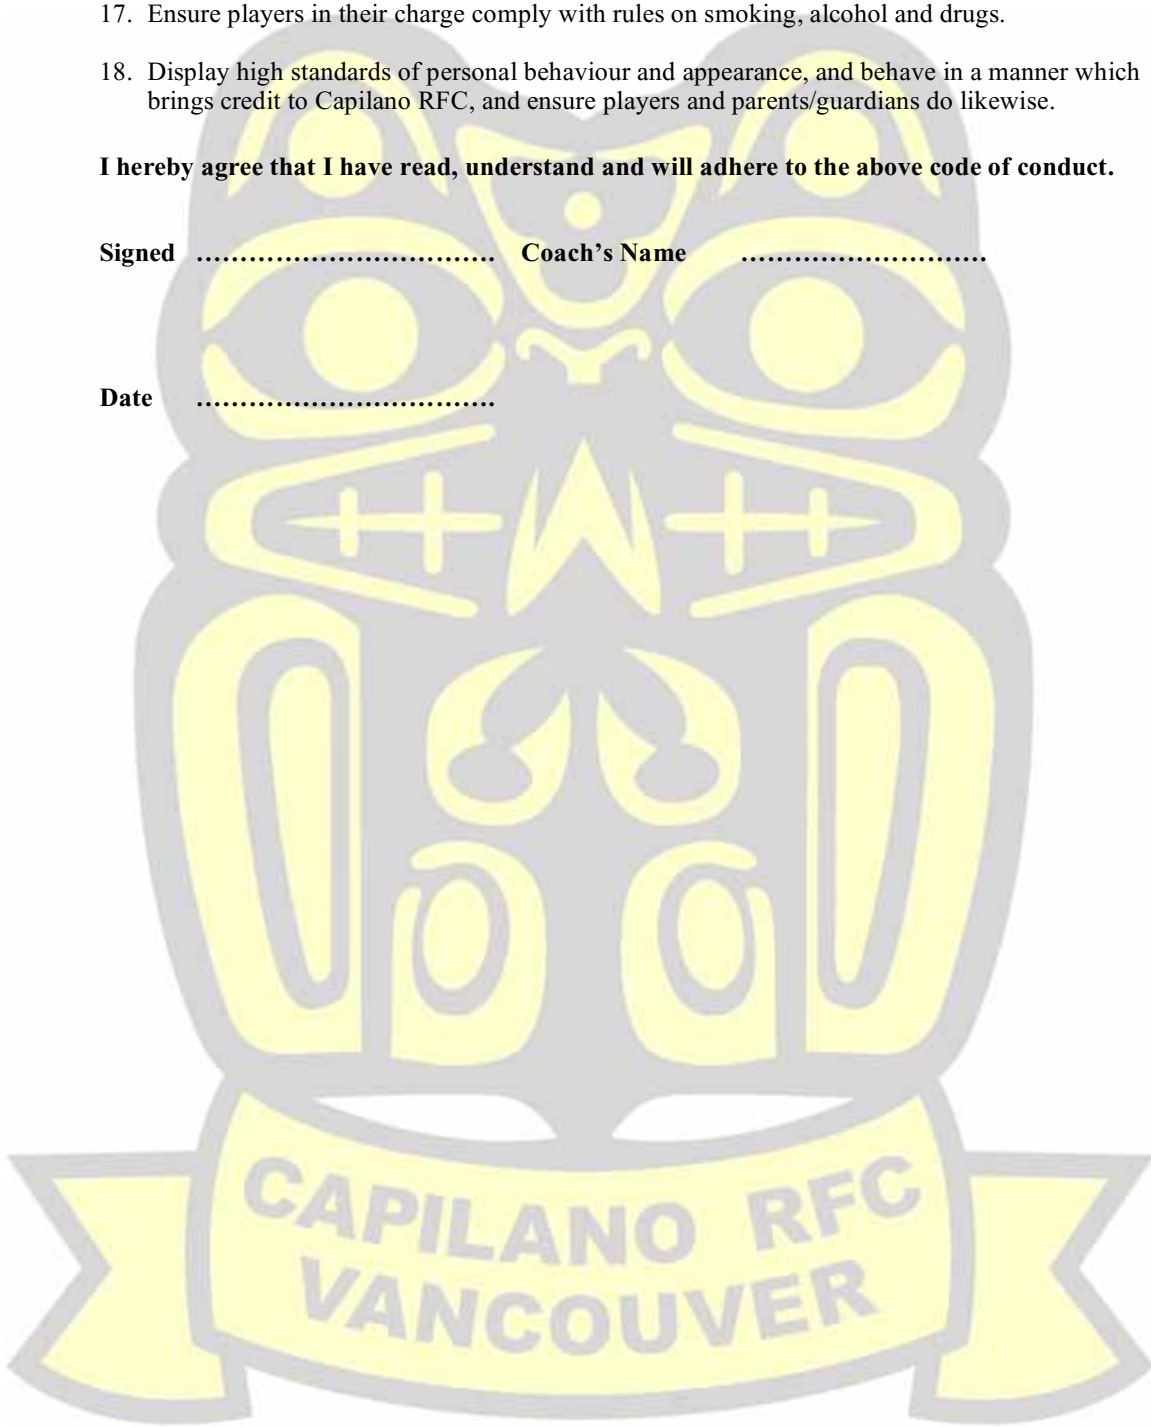 17. Ensure players in their charge comply with rules on smoking, alcohol and drugs.
18. Display high standards of personal behaviour and appearance, and behave in a manner which
brings credit to Capilano RFC, and ensure players and parents/guardians do likewise.
I hereby agree that I have read, understand and will adhere to the above code of conduct.
Signed ……………………………. Coach’s Name ……………………….
Date …………………………….
CAPILANO RFC
VANCOUVER